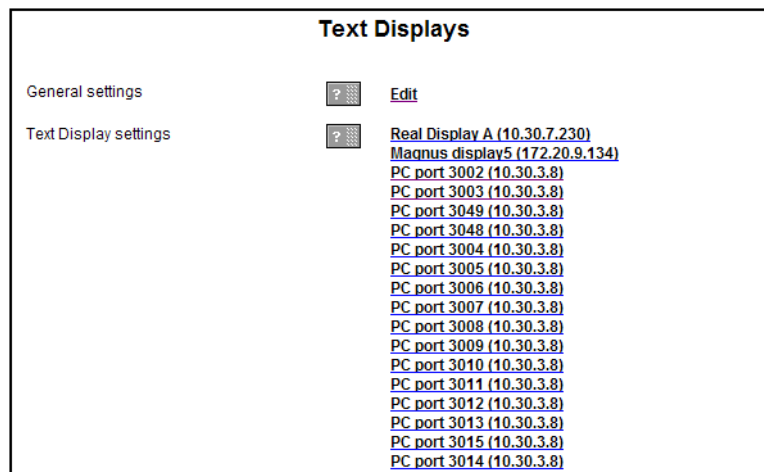 Text Displays
General settings ? Edit
Text Display settings ? Real Display A (10.30.7.230)
Magnus display5 (172.20.9.134)
PC port 3002 (10.30.3.8)
PC port 3003 (10.30.3.8)
PC port 3049 (10.30.3.8)
PC port 3048 (10.30.3.8)
PC port 3004 (10.30.3.8)
PC port 3005 (10.30.3.8)
PC port 3006 (10.30.3.8)
PC port 3007 (10.30.3.8)
PC port 3008 (10.30.3.8)
PC port 3009 (10.30.3.8)
PC port 3010 (10.30.3.8)
PC port 3011 (10.30.3.8)
PC port 3012 (10.30.3.8)
PC port 3013 (10.30.3.8)
PC port 3015 (10.30.3.8)
PC port 3014 (10.30.3.8)